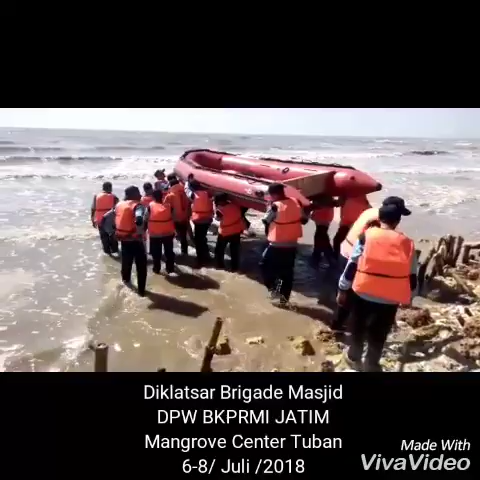 Diklatsar Brigade Masjid
DPW BKPRMI JATIM
Mangrove Center Tuban
6-8/ Juli /2018
Made With
VivaVideo